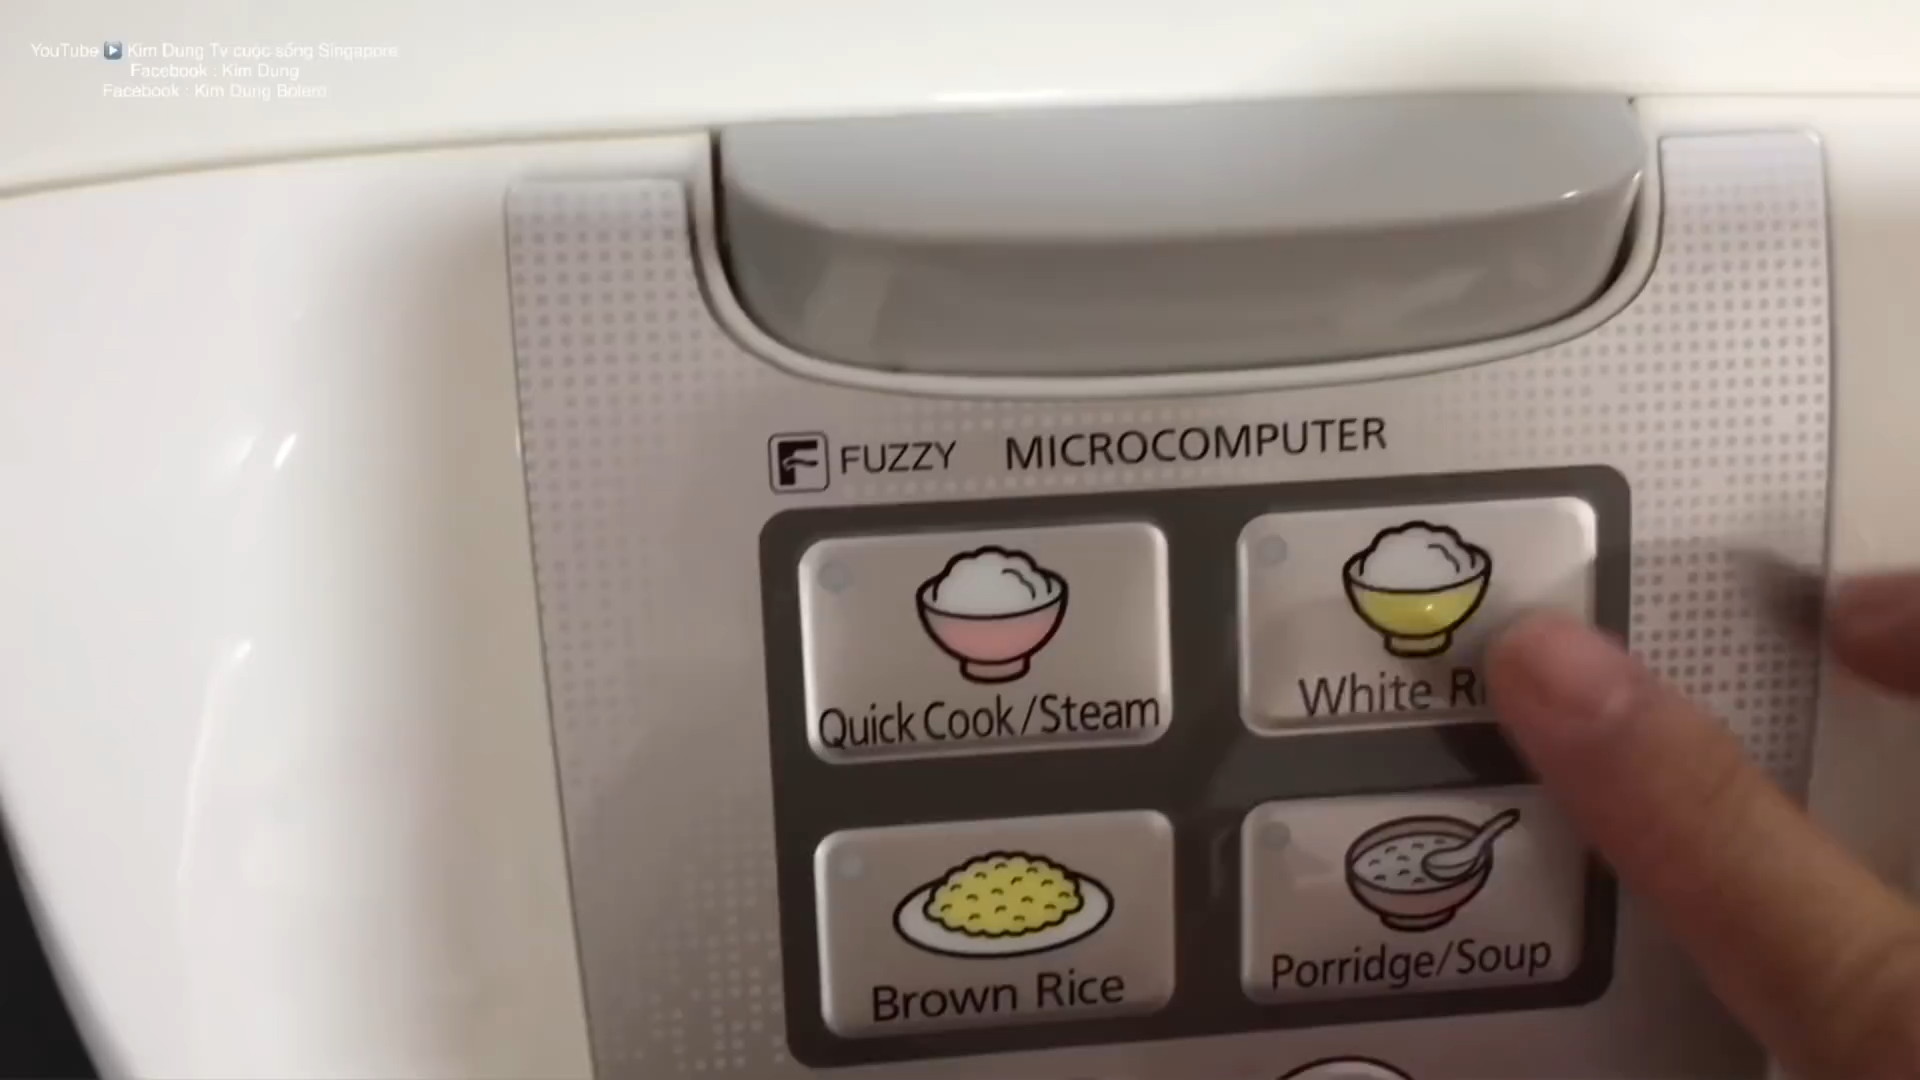 YouTube ▶ Kim Dung Tv cuộc sống Singapore
Facebook : Kim Dung
Facebook : Kim Dung Bolero
FUZZY MICROCOMPUTER
Quick Cook/Steam
White
Brown Rice
Porridge/Soup